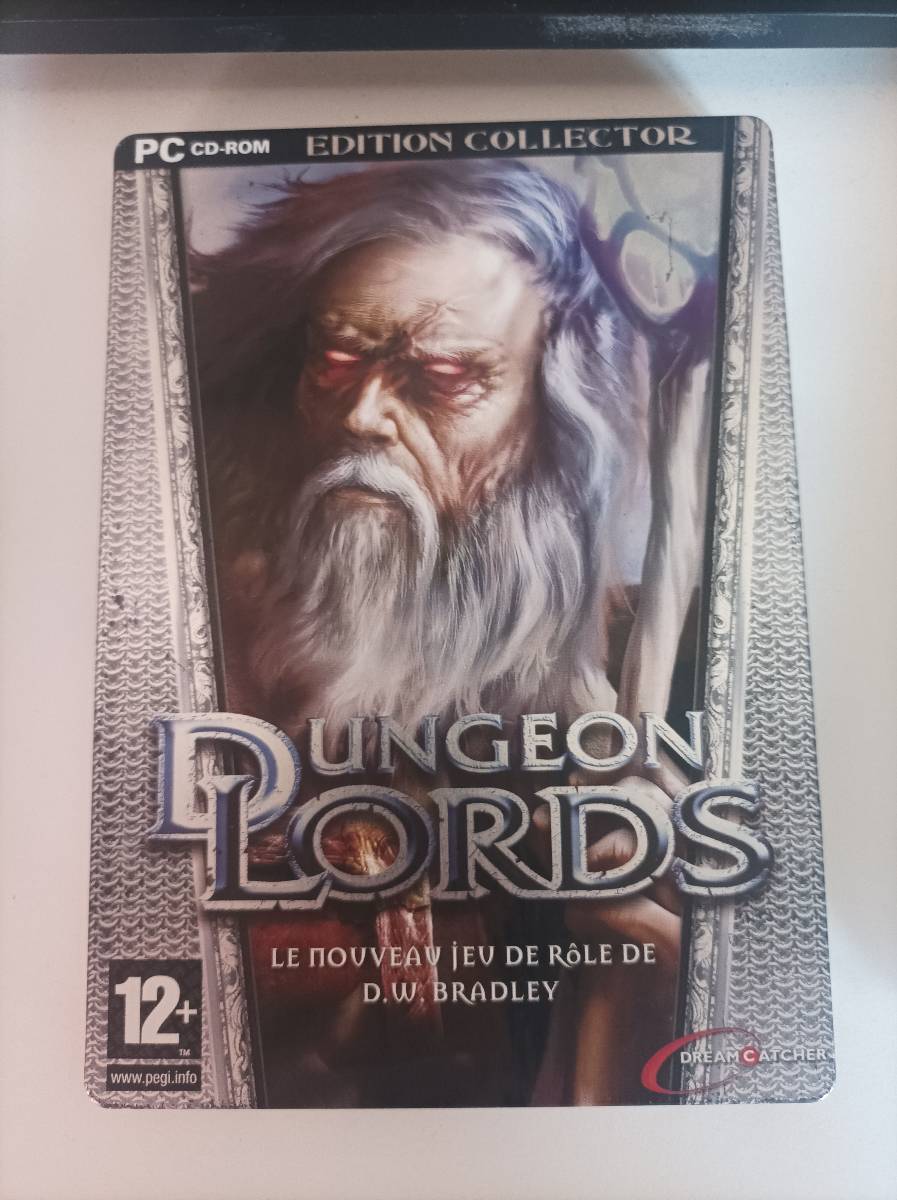 PC CD-ROM EDITION COLLECTOR
DUNGEON
LORDS
LE NOUVEAU JEU DE RÔLE DE
D.W. BRADLEY
12+
TM
www.pegi.info
DREAMCATCHER